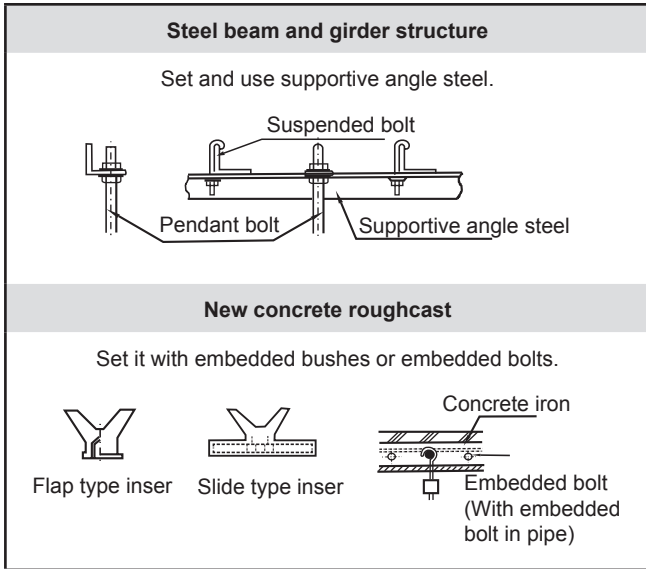 Steel beam and girder structure
Set and use supportive angle steel.
Suspended bolt
Pendant bolt
Supportive angle steel
New concrete roughcast
Set it with embedded bushes or embedded bolts.
Concrete iron
Flap type inser
Slide type inser
Embedded bolt
(With embedded
bolt in pipe)